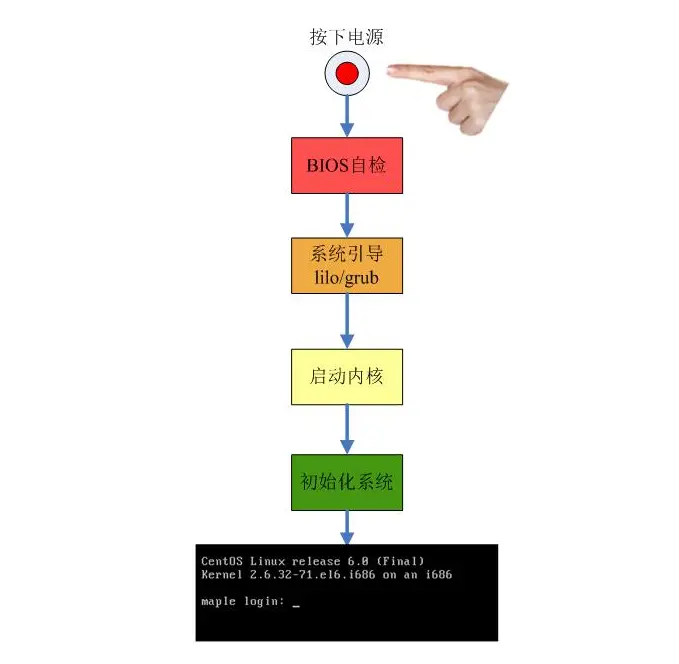 按下电源
BIOS自检
系统引导
lilo/grub
启动内核
初始化系统
CentOS Linux release 6.0 (Final)
Kernel 2.6.32-71.el6.i686 on an i686
maple login: _